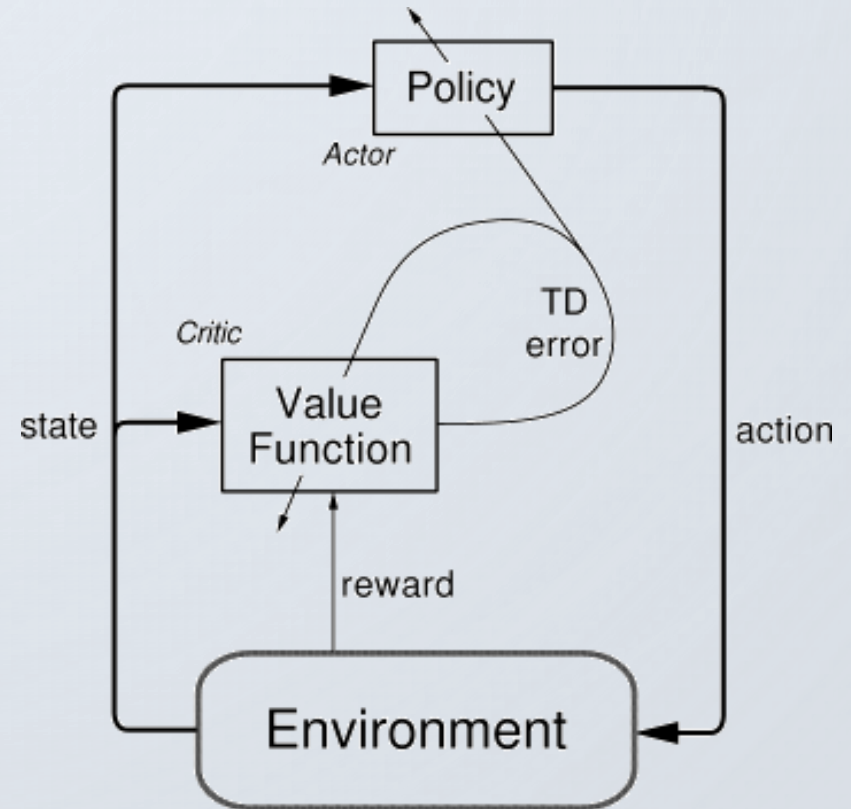 Policy
Actor
TD
error
Critic
Value
Function
state
action
reward
Environment